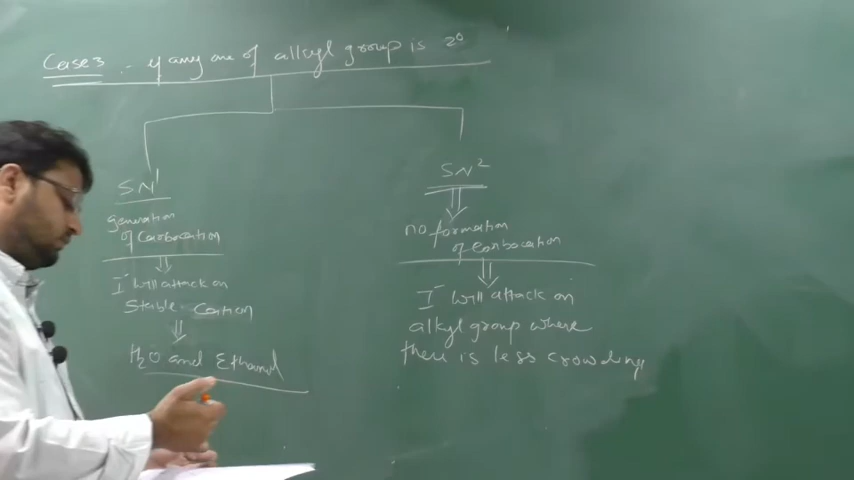 Case 3 :- if any one of alkyl group is 2°
SN1
generation
of Carbocation
I⁻ will attack on
Stable - Cation
H2O and Ethanol
SN2
no formation
of Carbocation
I⁻ will attack on
alkyl group where
there is less crowding